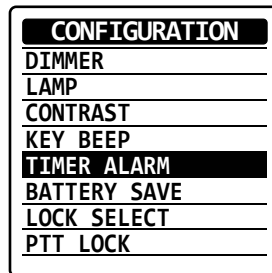 CONFIGURATION
DIMMER
LAMP
CONTRAST
KEY BEEP
TIMER ALARM
BATTERY SAVE
LOCK SELECT
PTT LOCK